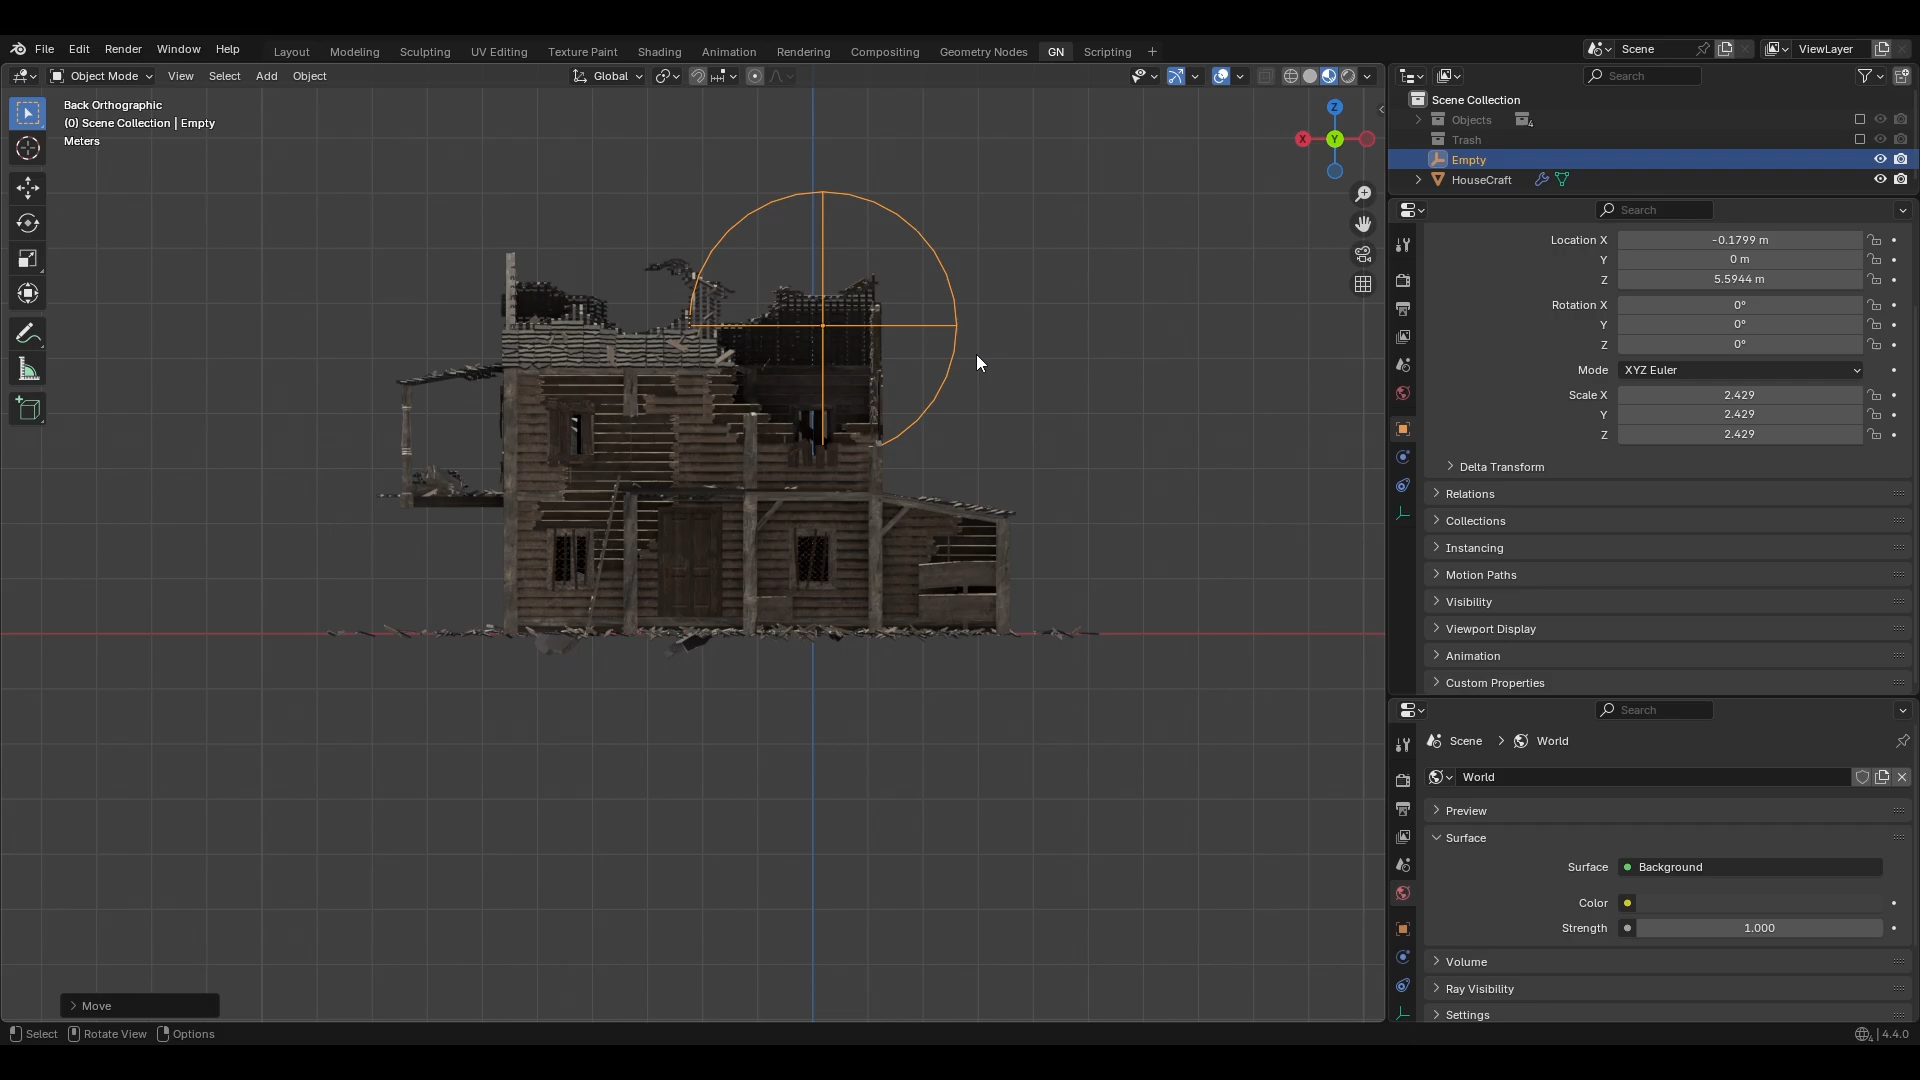 File Edit Render Window Help Layout Modeling Sculpting UV Editing Texture Paint Shading Animation Rendering Compositing Geometry Nodes GN Scripting + Scene ViewLayer
Object Mode View Select Add Object Global Search
Back Orthographic
(0) Scene Collection | Empty
Meters
Z
X
Y
Scene Collection
Objects 4
Trash
Empty
HouseCraft
Search
Location X -0.1799 m
Y 0 m
Z 5.5944 m
Rotation X 0°
Y 0°
Z 0°
Mode XYZ Euler
Scale X 2.429
Y 2.429
Z 2.429
Delta Transform
Relations
Collections
Instancing
Motion Paths
Visibility
Viewport Display
Animation
Custom Properties
Search
Scene > World
World
Preview
Surface
Surface Background
Color
Strength 1.000
Volume
Ray Visibility
Settings
Move
Select Rotate View Options 4 | 4.4.0